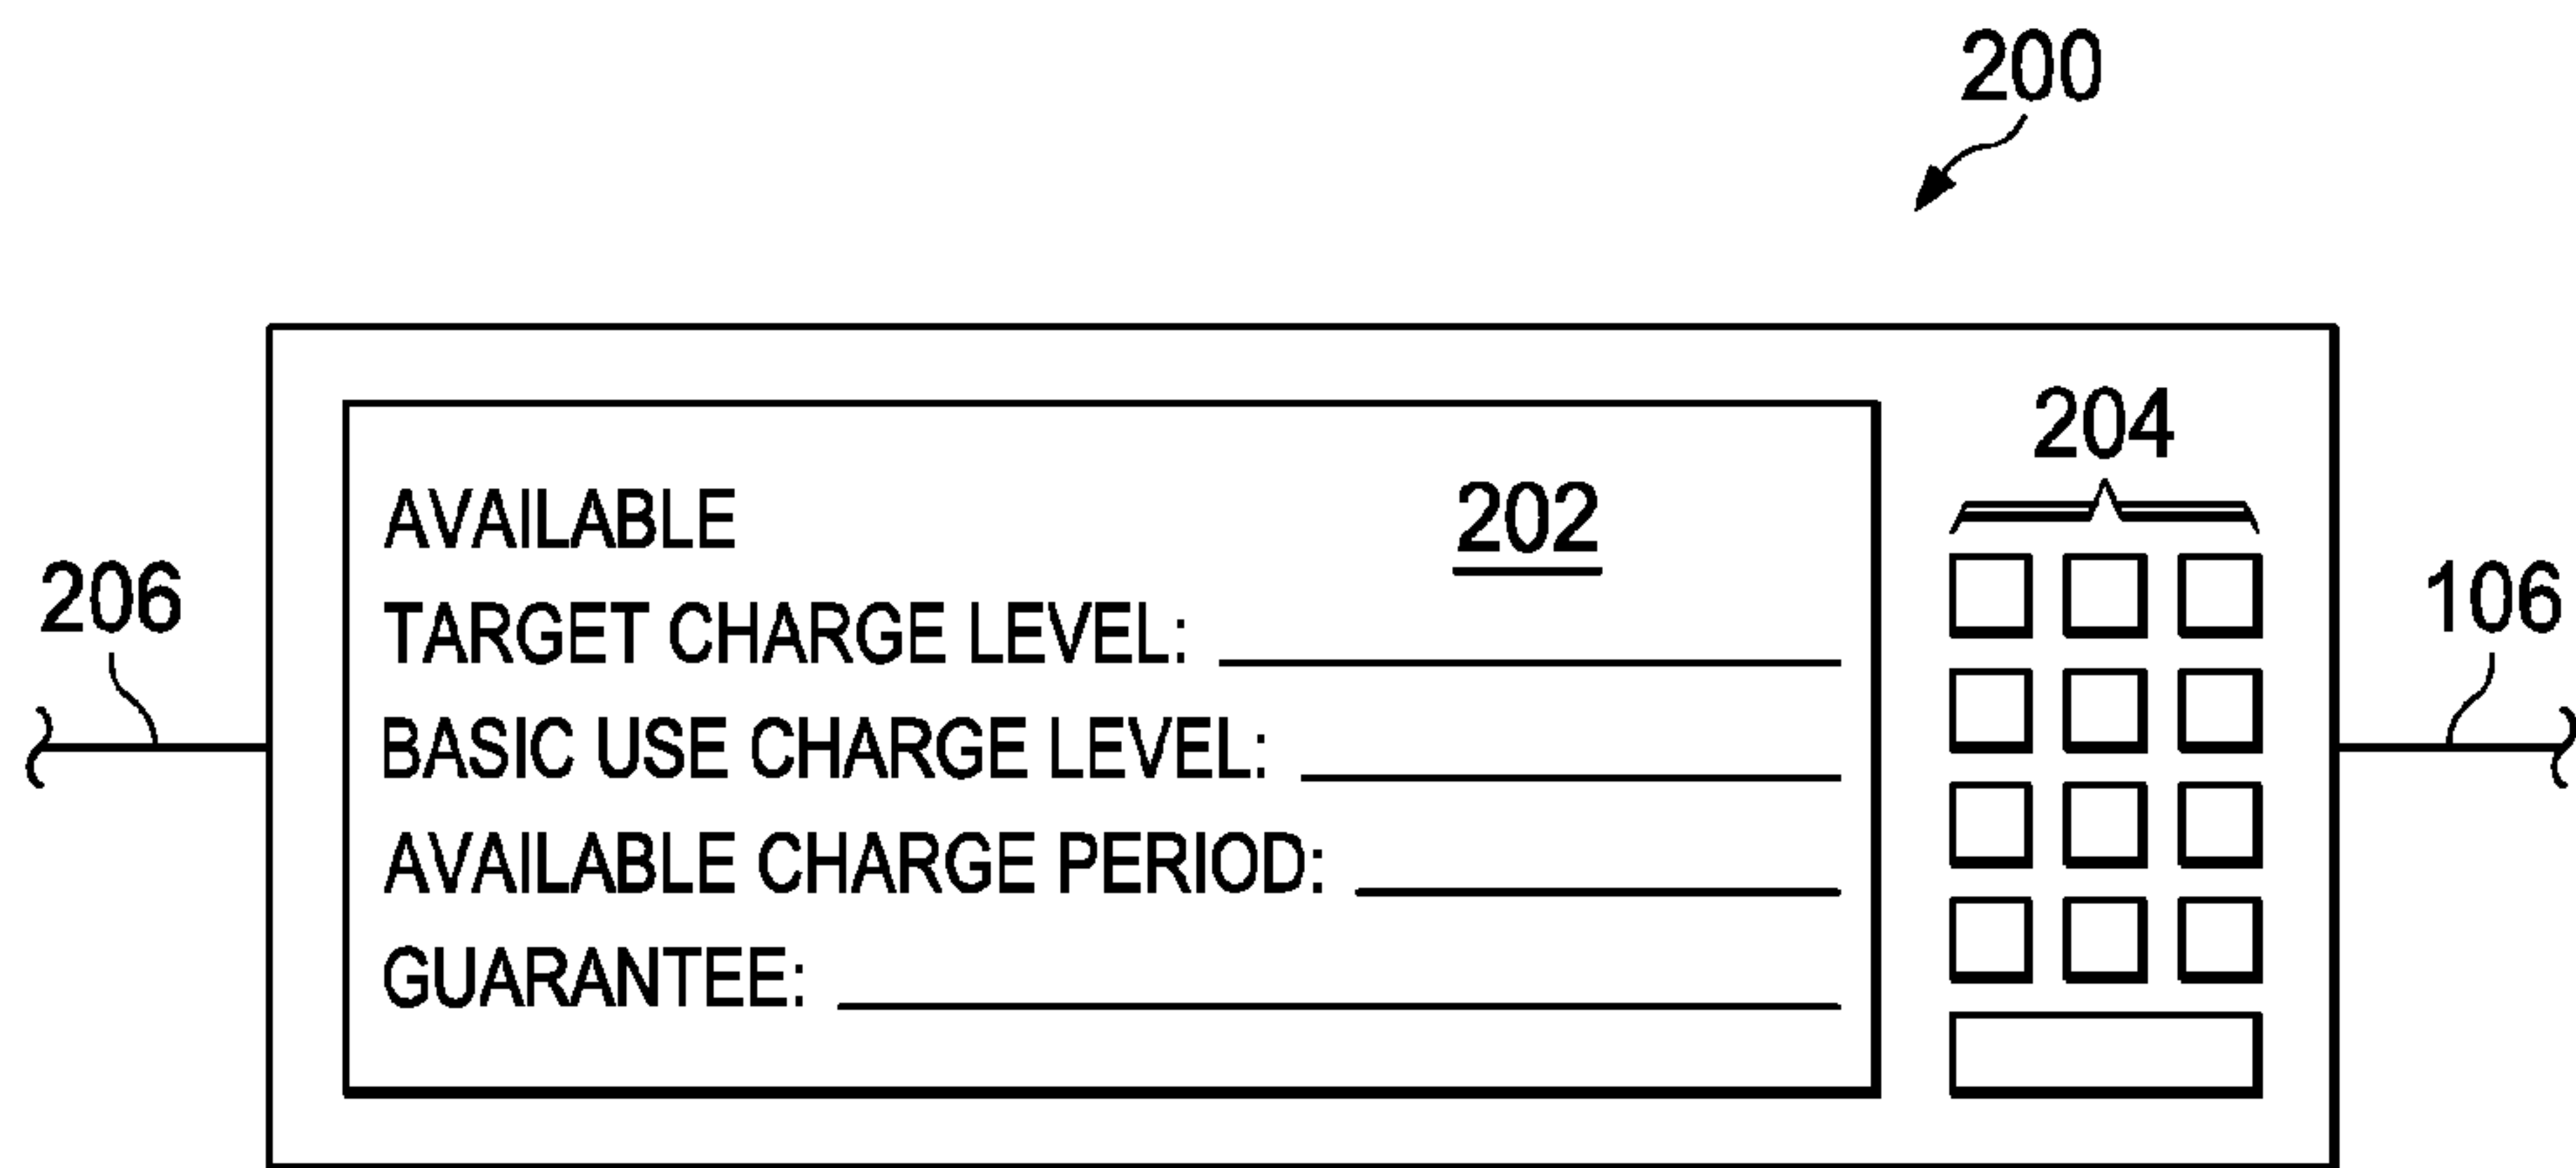 200
204
AVAILABLE 202
TARGET CHARGE LEVEL:
206
106
BASIC USE CHARGE LEVEL:
AVAILABLE CHARGE PERIOD:
GUARANTEE: